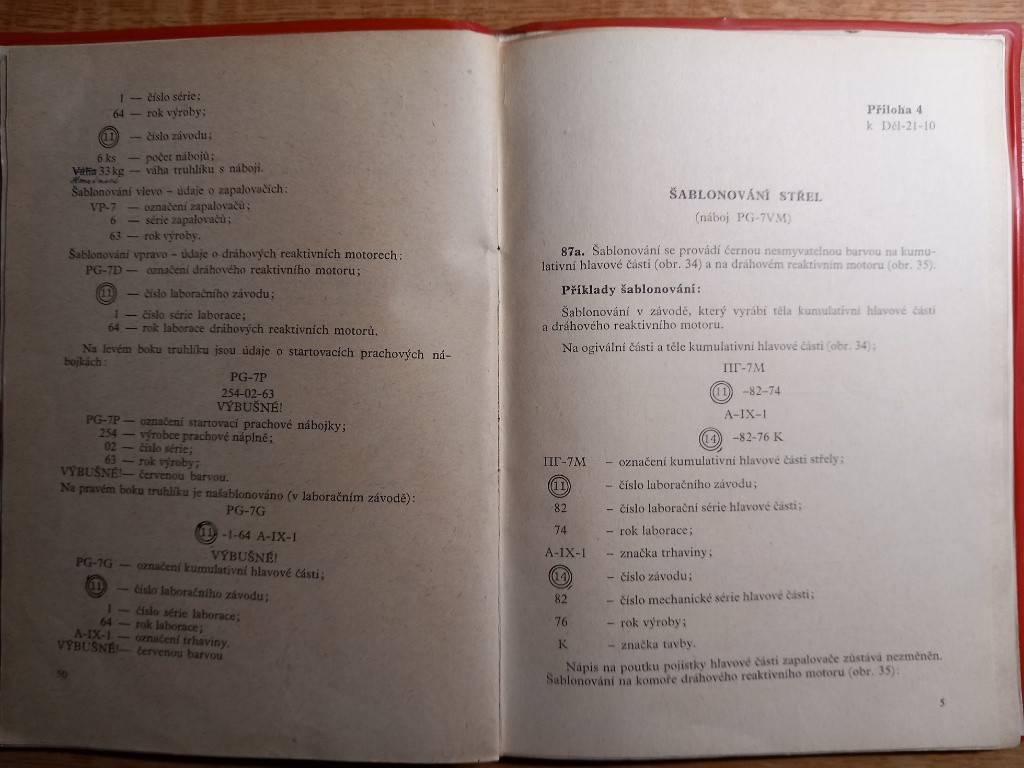 1 — číslo série;
64 — rok výroby;
11 — číslo závodu;
6 ks — počet nábojů;
Váha 33 kg — váha truhlíku s náboji.
Šablonování vlevo – údaje o zapalovačích:
VP-7 — označení zapalovačů;
6 — série zapalovačů;
63 — rok výroby.
Šablonování vpravo – údaje o dráhových reaktivních motorech:
PG-7D — označení dráhového reaktivního motoru;
11 — číslo laboračního závodu;
1 — číslo série laborace;
64 — rok laborace dráhových reaktivních motorů.
Na levém boku truhlíku jsou údaje o startovacích prachových ná-
bojkách:
PG-7P
254-02-63
VÝBUŠNÉ!
PG-7P — označení startovací prachové nábojky;
254 — výrobce prachové náplně;
02 — číslo série;
63 — rok výroby;
VÝBUŠNÉ! — červenou barvou.
Na pravém boku truhlíku je našablonováno (v laboračním závodě):
PG-7G
11 -1-64 A-IX-1
VÝBUŠNÉ!
PG-7G — označení kumulativní hlavové části;
11 — číslo laboračního závodu;
1 — číslo série laborace;
64 — rok laborace;
A-IX-1 — označení trhaviny.
VÝBUŠNÉ! — červenou barvou
50
Příloha 4
k Děl-21-10
ŠABLONOVÁNÍ STŘEL
(náboj PG-7VM)
87a. Šablonování se provádí černou nesmyvatelnou barvou na kumu-
lativní hlavové části (obr. 34) a na dráhovém reaktivním motoru (obr. 35).
Příklady šablonování:
Šablonování v závodě, který vyrábí těla kumulativní hlavové části
a dráhového reaktivního motoru.
Na ogivální části a těle kumulativní hlavové části (obr. 34):
ПГ-7М
11 -82-74
A-IX-1
14 -82-76 K
ПГ-7М – označení kumulativní hlavové části střely;
11 – číslo laboračního závodu;
82 – číslo laborační série hlavové části;
74 – rok laborace;
A-IX-1 – značka trhaviny;
14 – číslo závodu;
82 – číslo mechanické série hlavové části;
76 – rok výroby;
K – značka tavby.
Nápis na poutku pojistky hlavové části zapalovače zůstává nezměněn.
Šablonování na komoře dráhového reaktivního motoru (obr. 35):
5